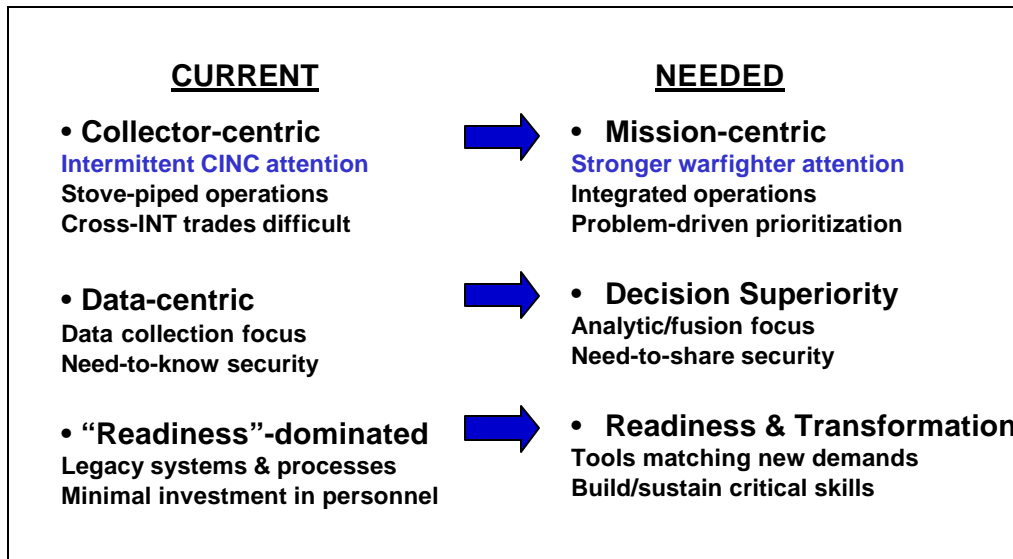 CURRENT
NEEDED
• Collector-centric
Intermittent CINC attention
Stove-piped operations
Cross-INT trades difficult
• Mission-centric
Stronger warfighter attention
Integrated operations
Problem-driven prioritization
• Data-centric
Data collection focus
Need-to-know security
• Decision Superiority
Analytic/fusion focus
Need-to-share security
• “Readiness”-dominated
Legacy systems & processes
Minimal investment in personnel
• Readiness & Transformation
Tools matching new demands
Build/sustain critical skills